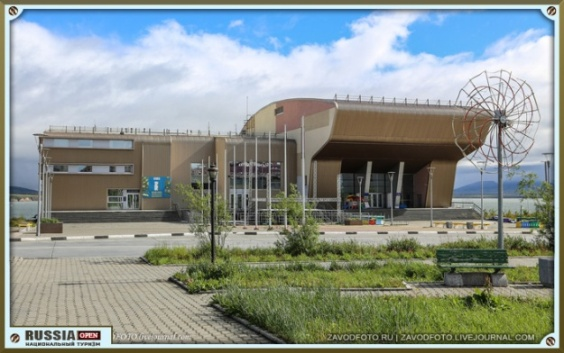 RUSSIA OPEN
НАЦИОНАЛЬНЫЙ ТУРИЗМ
ZAVODFOTO.RU ZAVODFOTO.LIVEJOURNAL.COM